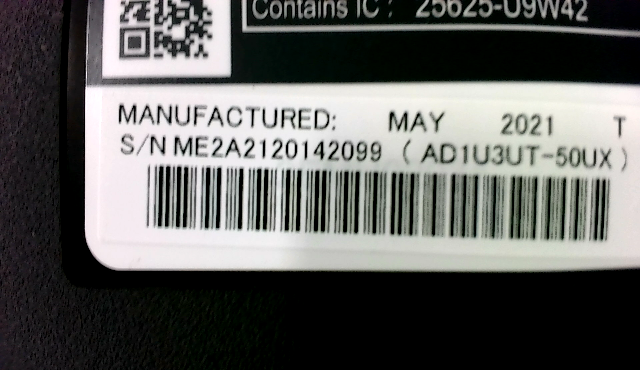 Contains IC : 25625-U9W42
MANUFACTURED: MAY 2021 T
S/N ME2A2120142099 ( AD1U3UT-50UX )